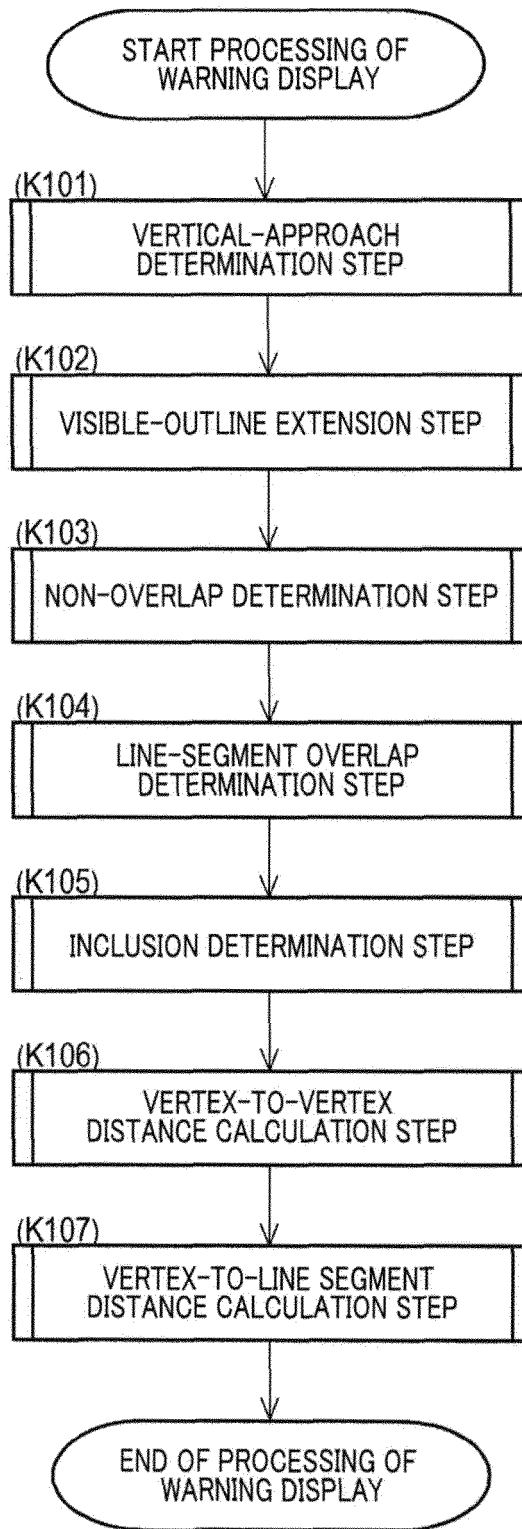 START PROCESSING OF
WARNING DISPLAY
(K101)
VERTICAL-APPROACH
DETERMINATION STEP
(K102)
VISIBLE-OUTLINE EXTENSION STEP
(K103)
NON-OVERLAP DETERMINATION STEP
(K104)
LINE-SEGMENT OVERLAP
DETERMINATION STEP
(K105)
INCLUSION DETERMINATION STEP
(K106)
VERTEX-TO-VERTEX
DISTANCE CALCULATION STEP
(K107)
VERTEX-TO-LINE SEGMENT
DISTANCE CALCULATION STEP
END OF PROCESSING OF
WARNING DISPLAY